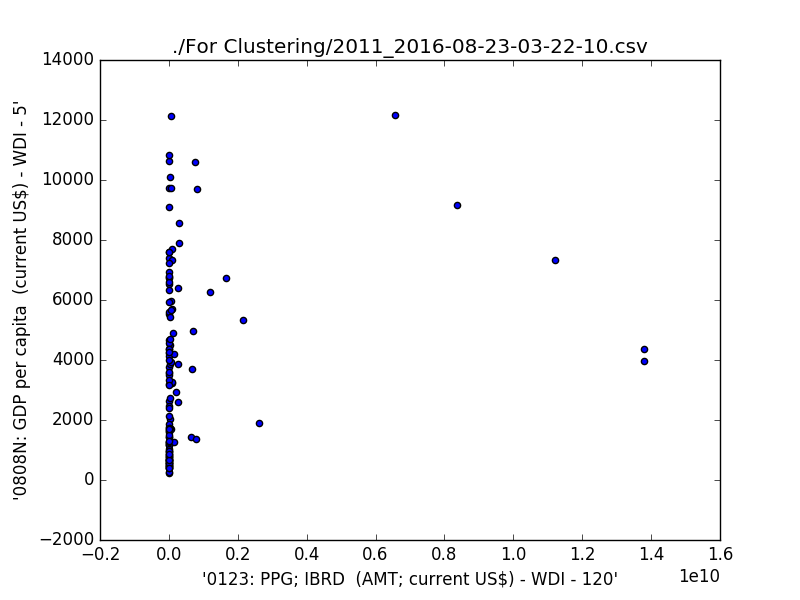 ./For Clustering/2011_2016-08-23-03-22-10.csv
14000
12000
10000
8000
6000
4000
2000
0
−2000
'0808N: GDP per capita  (current US$) - WDI - 5'
−0.2 0.0 0.2 0.4 0.6 0.8 1.0 1.2 1.4 1.6
1e10
'0123: PPG; IBRD  (AMT; current US$) - WDI - 120'